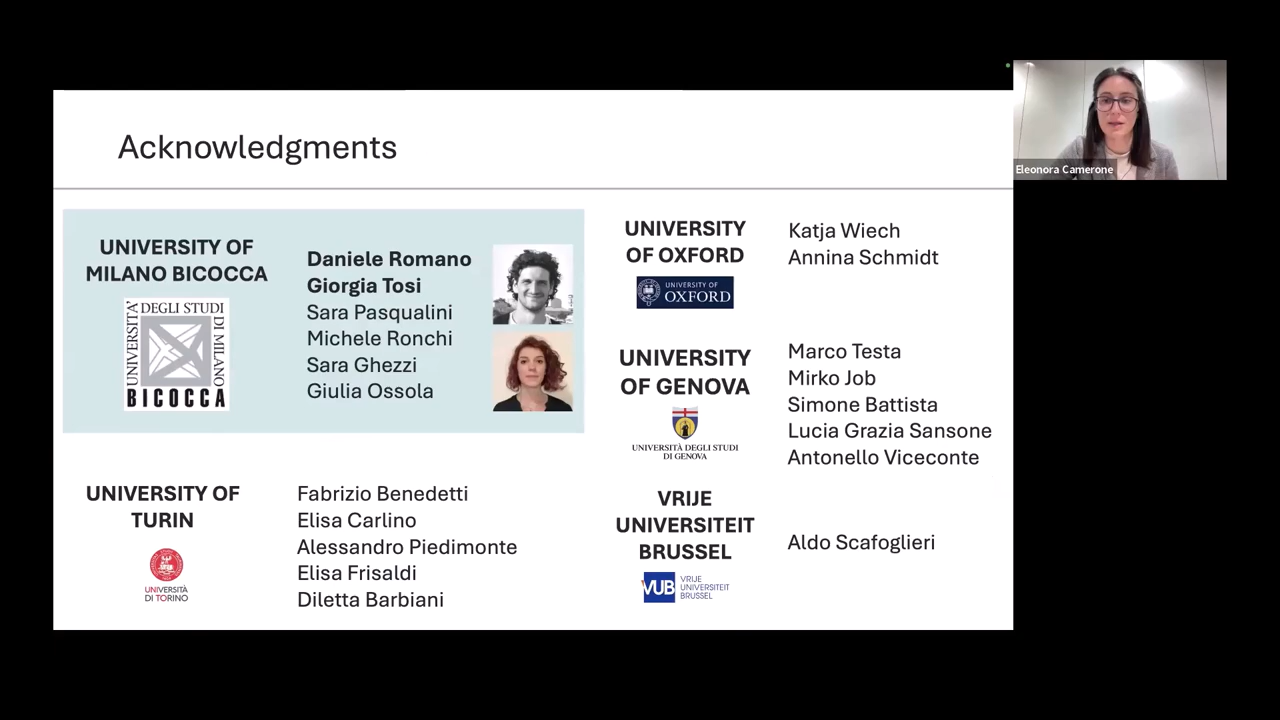 Acknowledgments
Eleonora Camerone
UNIVERSITY OF
MILANO BICOCCA
UNIVERSITA' DEGLI STUDI DI MILANO
BICOCCA
Daniele Romano
Giorgia Tosi
Sara Pasqualini
Michele Ronchi
Sara Ghezzi
Giulia Ossola
UNIVERSITY
OF OXFORD
UNIVERSITY OF
OXFORD
Katja Wiech
Annina Schmidt
UNIVERSITY
OF GENOVA
UNIVERSITÀ DEGLI STUDI
DI GENOVA
Marco Testa
Mirko Job
Simone Battista
Lucia Grazia Sansone
Antonello Viceconte
UNIVERSITY OF
TURIN
UNIVERSITÀ
DI TORINO
Fabrizio Benedetti
Elisa Carlino
Alessandro Piedimonte
Elisa Frisaldi
Diletta Barbiani
VRIJE
UNIVERSITEIT
BRUSSEL
VUB
VRIJE
UNIVERSITEIT
BRUSSEL
Aldo Scafoglieri